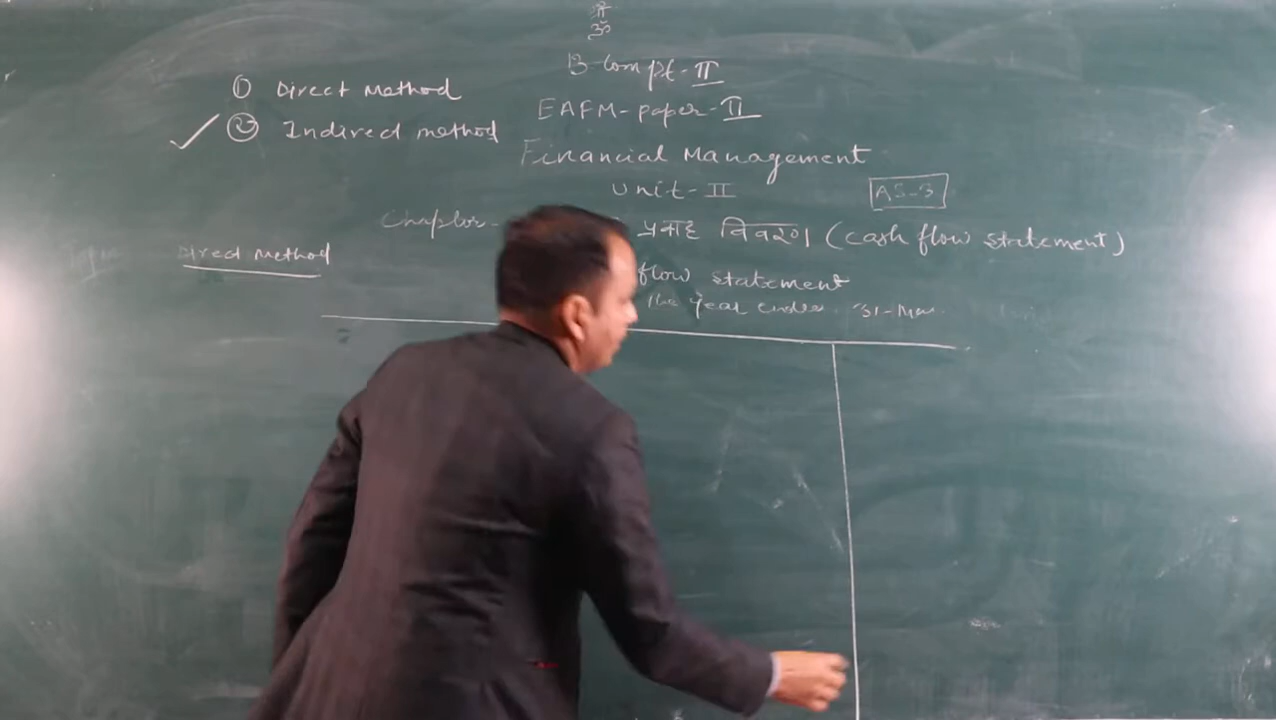 ॐ
B.Com pt-II
① Direct Method
EAFM-paper-II
✓ ② Indirect method
Financial Management
Unit-II
AS-3
प्रवाह विवरण (cash flow statement)
Direct Method
flow statement
the year ended 31-Mar